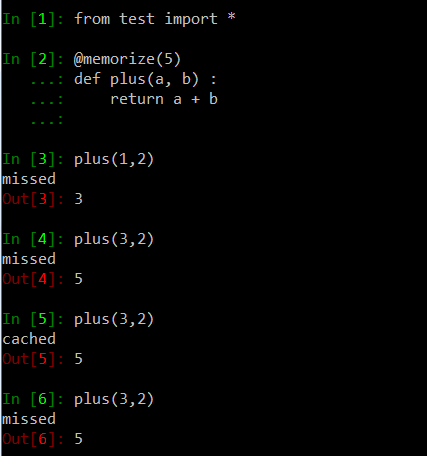 In [1]: from test import *
In [2]: @memorize(5)
   ...: def plus(a, b) :
   ...:     return a + b
   ...:
In [3]: plus(1,2)
missed
Out[3]: 3
In [4]: plus(3,2)
missed
Out[4]: 5
In [5]: plus(3,2)
cached
Out[5]: 5
In [6]: plus(3,2)
missed
Out[6]: 5